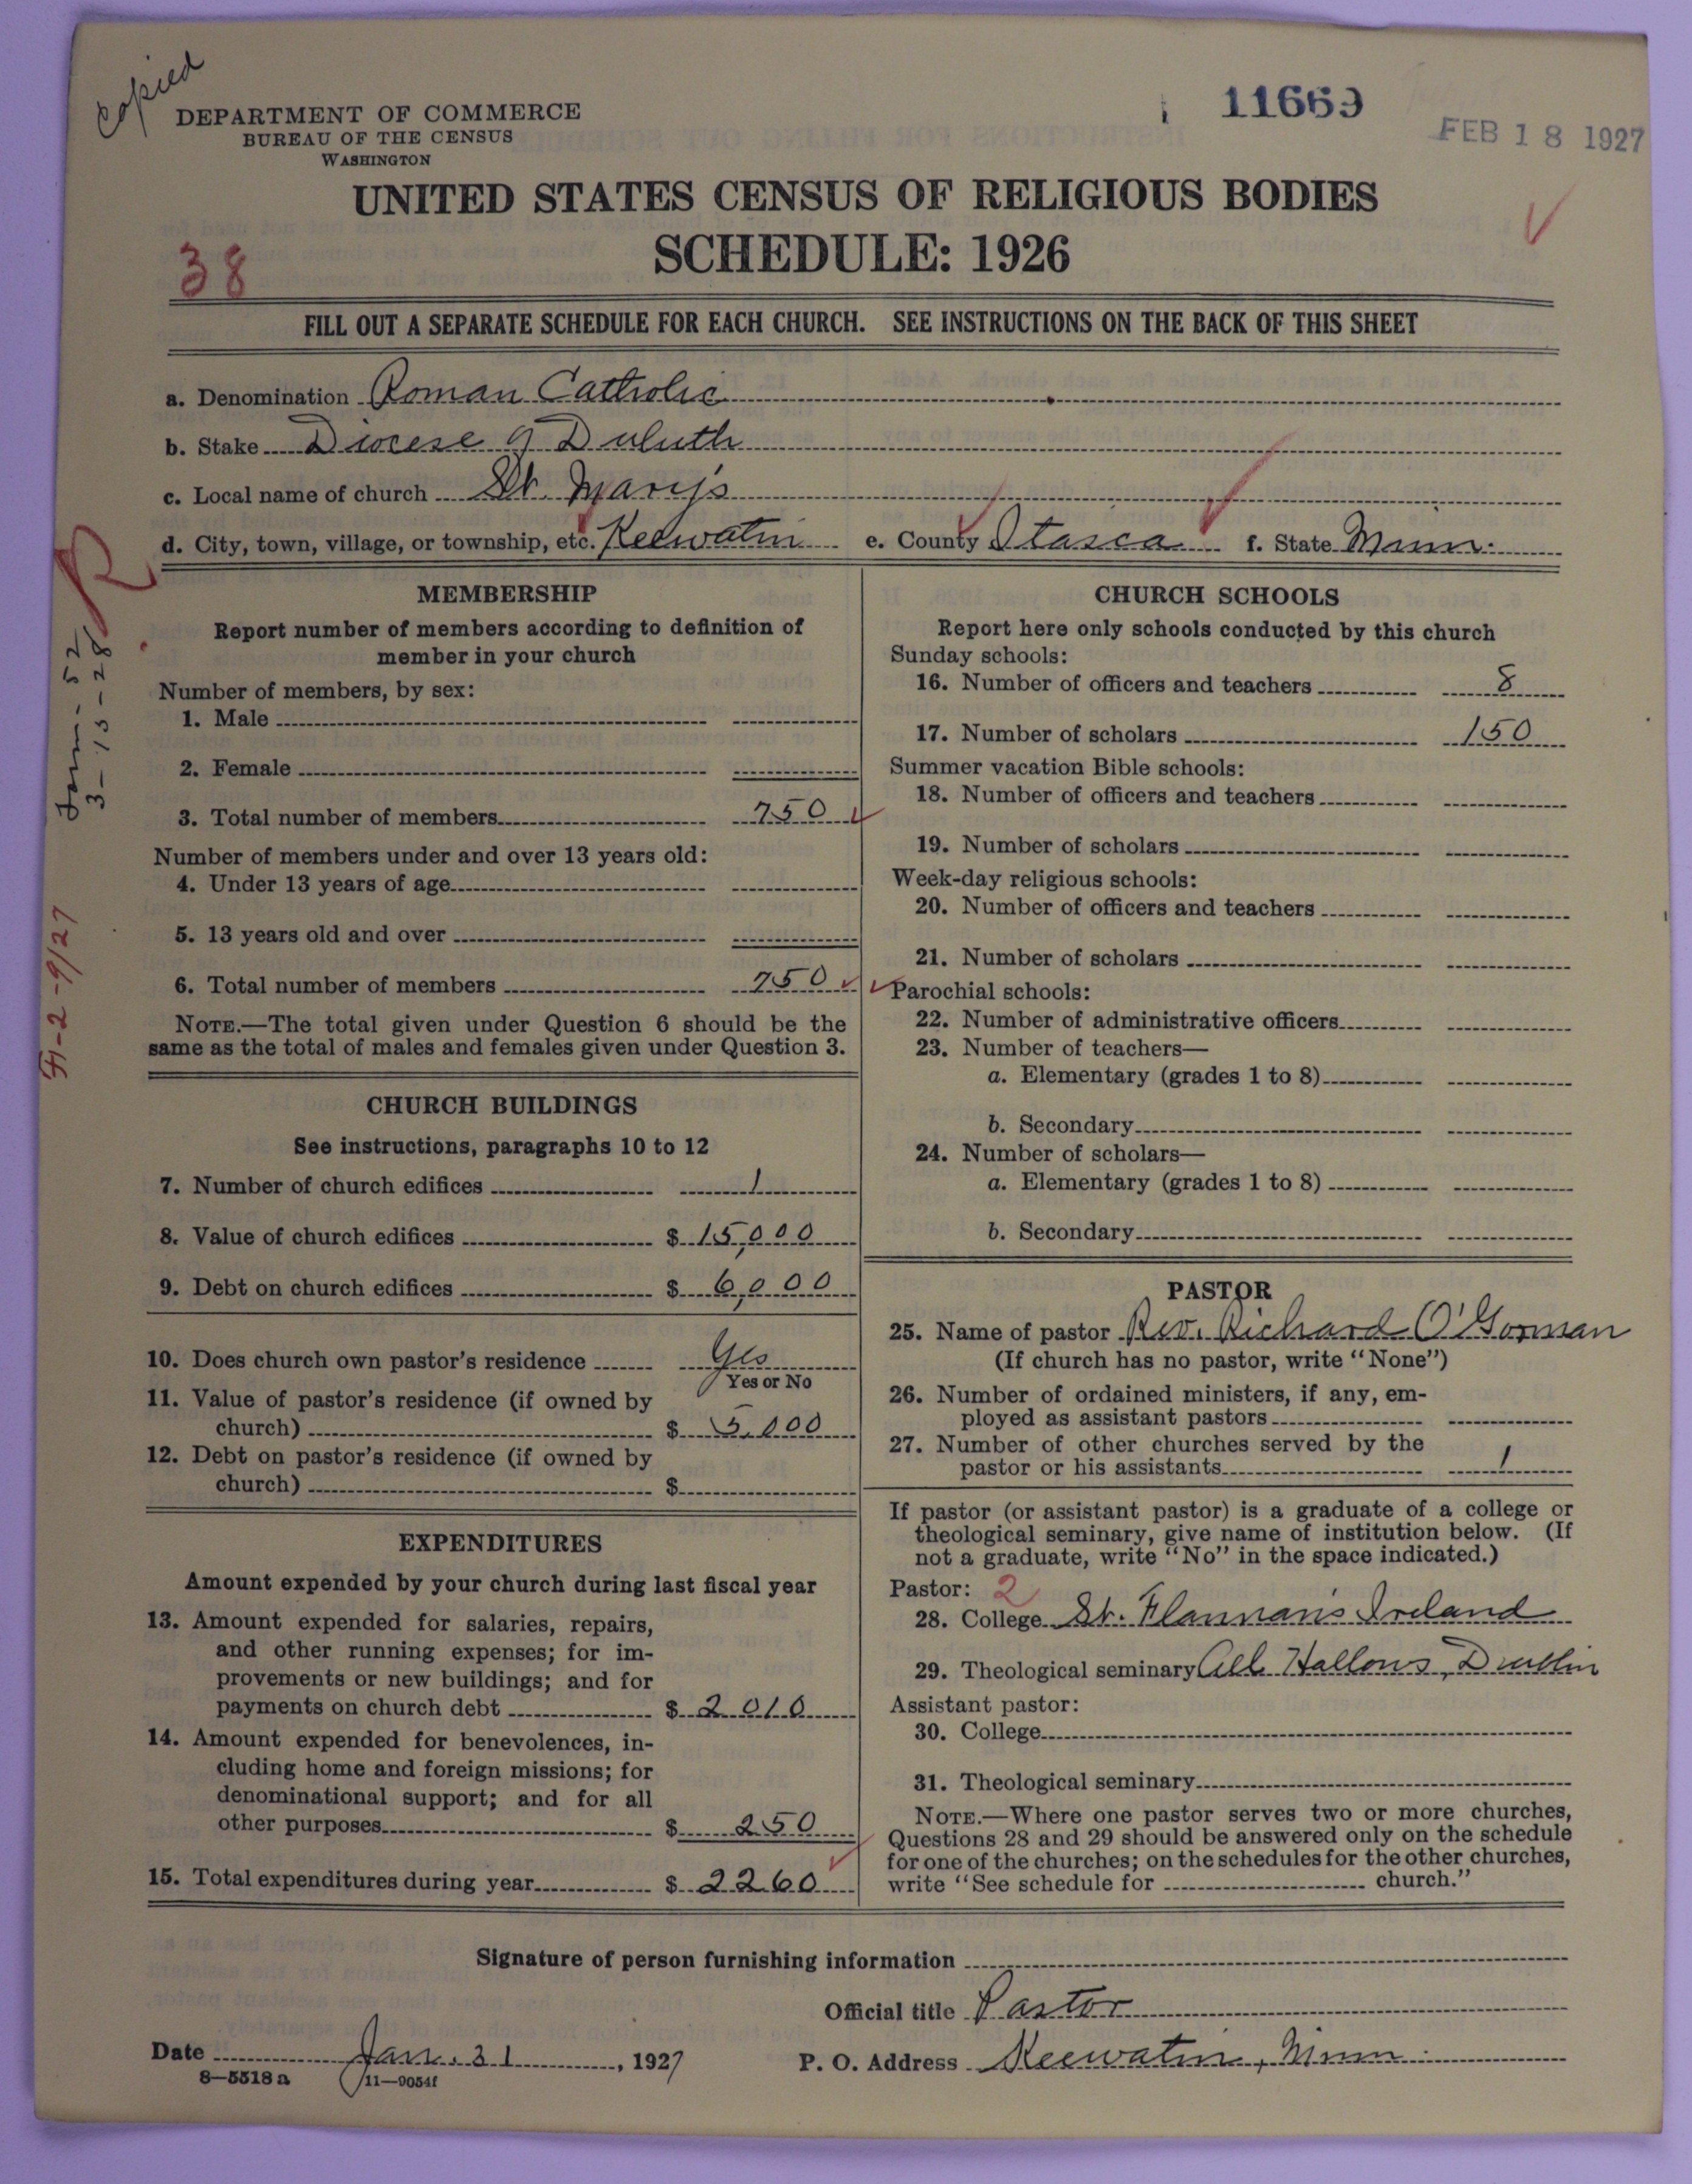 Copied
DEPARTMENT OF COMMERCE
BUREAU OF THE CENSUS
WASHINGTON
11669
FEB 18 1927
UNITED STATES CENSUS OF RELIGIOUS BODIES
SCHEDULE: 1926
38
FILL OUT A SEPARATE SCHEDULE FOR EACH CHURCH. SEE INSTRUCTIONS ON THE BACK OF THIS SHEET
a. Denomination Roman Catholic
b. Stake Diocese of Duluth
c. Local name of church St. Mary's
d. City, town, village, or township, etc. Keewatin e. County Itasca f. State Minn.
R
3-15-28
9/27
MEMBERSHIP
Report number of members according to definition of
member in your church
Number of members, by sex:
1. Male
2. Female
3. Total number of members 750
Number of members under and over 13 years old:
4. Under 13 years of age
5. 13 years old and over
6. Total number of members 750
NOTE.—The total given under Question 6 should be the
same as the total of males and females given under Question 3.
CHURCH BUILDINGS
See instructions, paragraphs 10 to 12
7. Number of church edifices 1
8. Value of church edifices $ 15,000
9. Debt on church edifices $ 6,000
10. Does church own pastor's residence Yes
Yes or No
11. Value of pastor's residence (if owned by
church) $ 5,000
12. Debt on pastor's residence (if owned by
church) $
EXPENDITURES
Amount expended by your church during last fiscal year
13. Amount expended for salaries, repairs,
and other running expenses; for im-
provements or new buildings; and for
payments on church debt $ 2010
14. Amount expended for benevolences, in-
cluding home and foreign missions; for
denominational support; and for all
other purposes $ 250
15. Total expenditures during year $ 2260
CHURCH SCHOOLS
Report here only schools conducted by this church
Sunday schools:
16. Number of officers and teachers 8
17. Number of scholars 150
Summer vacation Bible schools:
18. Number of officers and teachers
19. Number of scholars
Week-day religious schools:
20. Number of officers and teachers
21. Number of scholars
Parochial schools:
22. Number of administrative officers
23. Number of teachers—
a. Elementary (grades 1 to 8)
b. Secondary
24. Number of scholars—
a. Elementary (grades 1 to 8)
b. Secondary
PASTOR
25. Name of pastor Rev. Richard O'Gorman
(If church has no pastor, write "None")
26. Number of ordained ministers, if any, em-
ployed as assistant pastors
27. Number of other churches served by the
pastor or his assistants 1
If pastor (or assistant pastor) is a graduate of a college or
theological seminary, give name of institution below. (If
not a graduate, write "No" in the space indicated.)
Pastor: 2
28. College St. Flannan's Ireland
29. Theological seminary All Hallows, Dublin
Assistant pastor:
30. College
31. Theological seminary
NOTE.—Where one pastor serves two or more churches,
Questions 28 and 29 should be answered only on the schedule
for one of the churches; on the schedules for the other churches,
write "See schedule for church."
Signature of person furnishing information
Official title Pastor
Date Jan. 31, 1927
P. O. Address Keewatin, Minn.
8—5518 a
11—9054f